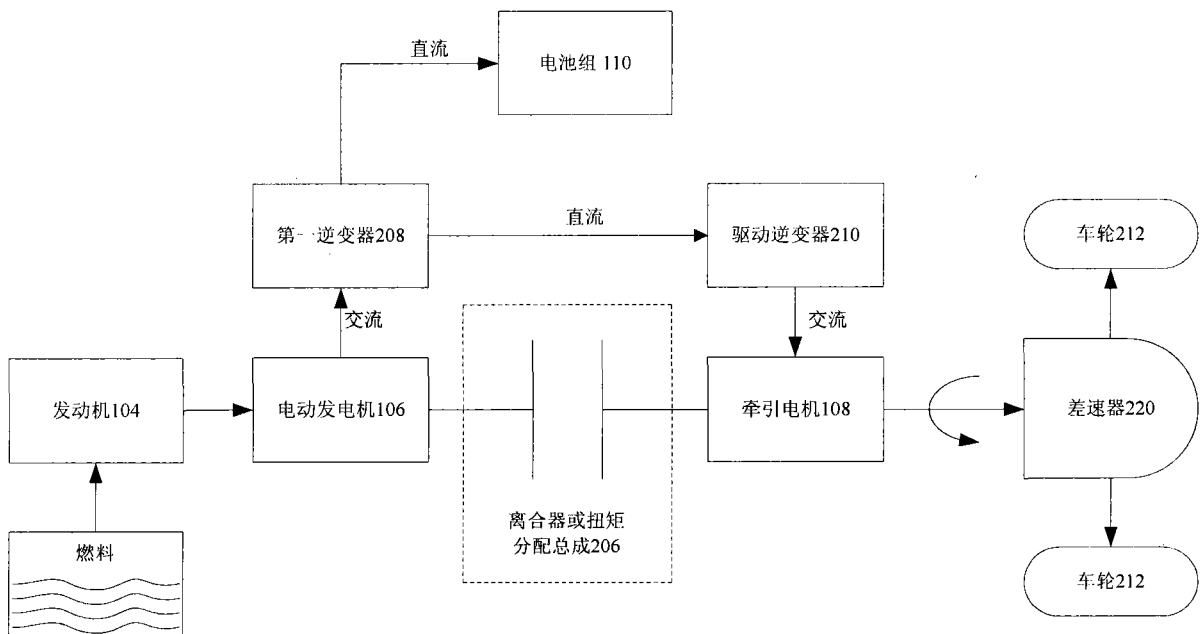 直流
电池组 110
第一逆变器208
直流
驱动逆变器210
车轮212
交流
交流
发动机104
电动发电机106
牵引电机108
差速器220
离合器或扭矩
分配总成206
燃料
车轮212